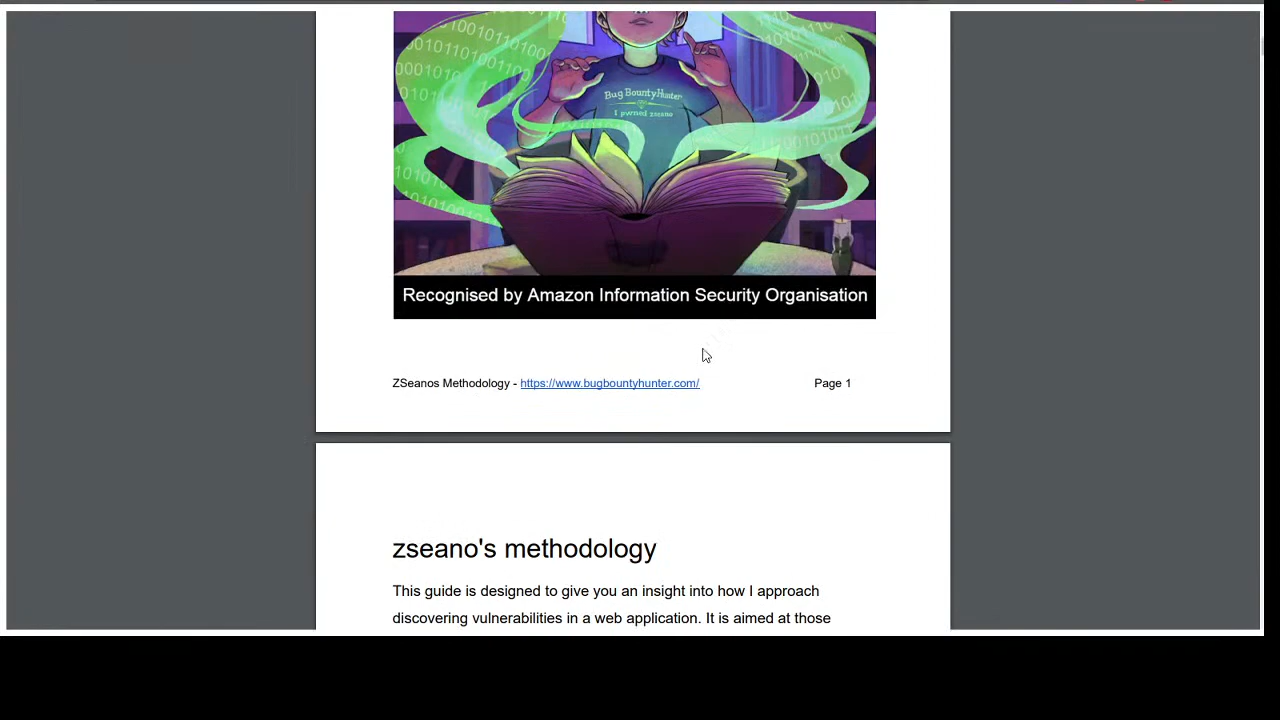 BugBountyHunter
I pwned zseano
Recognised by Amazon Information Security Organisation
ZSeanos Methodology - https://www.bugbountyhunter.com/ Page 1
zseano's methodology
This guide is designed to give you an insight into how I approach
discovering vulnerabilities in a web application. It is aimed at those